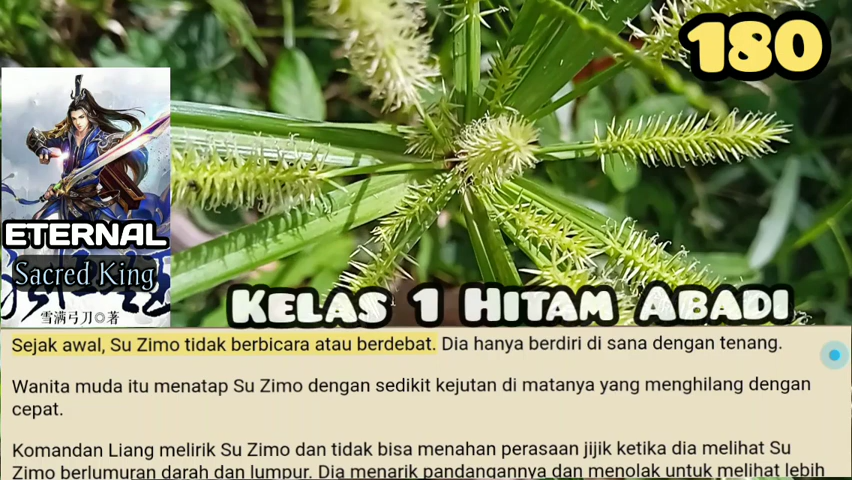 180
ETERNAL
Sacred King
雪满弓刀◎著
KELAS 1 HITAM ABADI
Sejak awal, Su Zimo tidak berbicara atau berdebat. Dia hanya berdiri di sana dengan tenang.
Wanita muda itu menatap Su Zimo dengan sedikit kejutan di matanya yang menghilang dengan
cepat.
Komandan Liang melirik Su Zimo dan tidak bisa menahan perasaan jijik ketika dia melihat Su
Zimo berlumuran darah dan lumpur. Dia menarik pandangannya dan menolak untuk melihat lebih